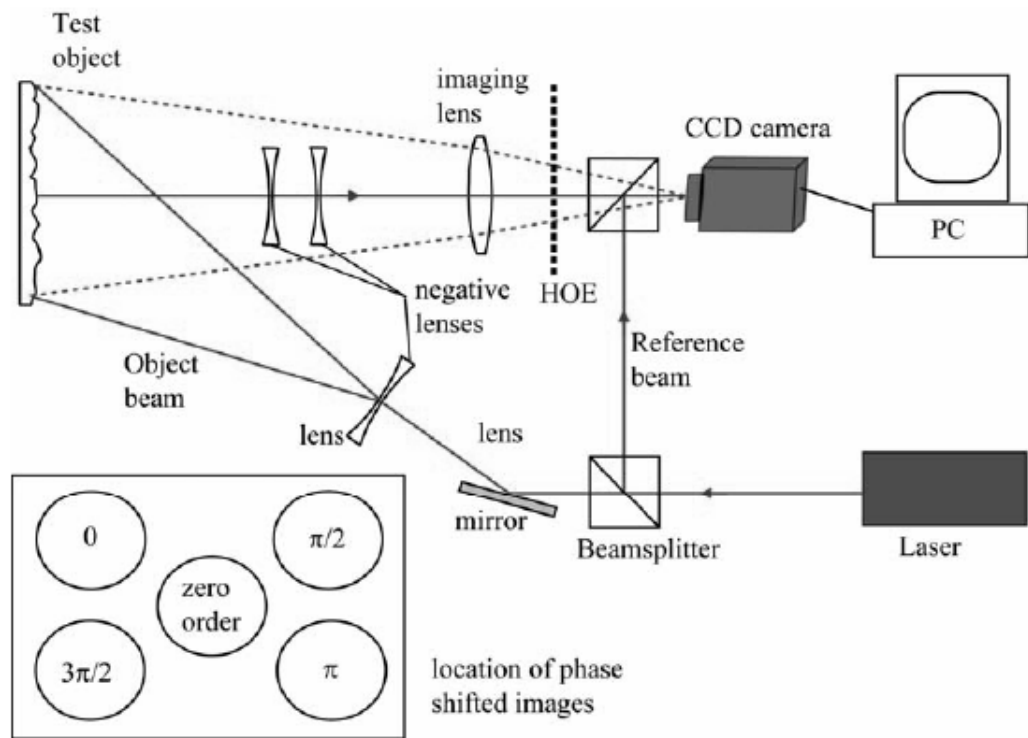 Test
object
imaging
lens
CCD camera
PC
HOE
negative
lenses
Reference
beam
Object
beam
lens
lens
mirror
Beamsplitter
Laser
0
π/2
zero
order
3π/2
π
location of phase
shifted images